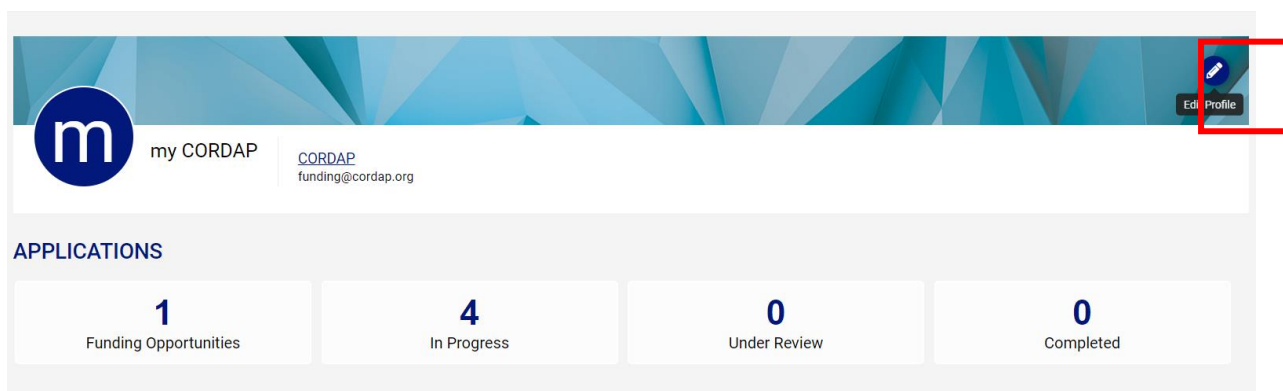 Edit Profile
m
my CORDAP
CORDAP
funding@cordap.org
APPLICATIONS
1
Funding Opportunities
4
In Progress
0
Under Review
0
Completed